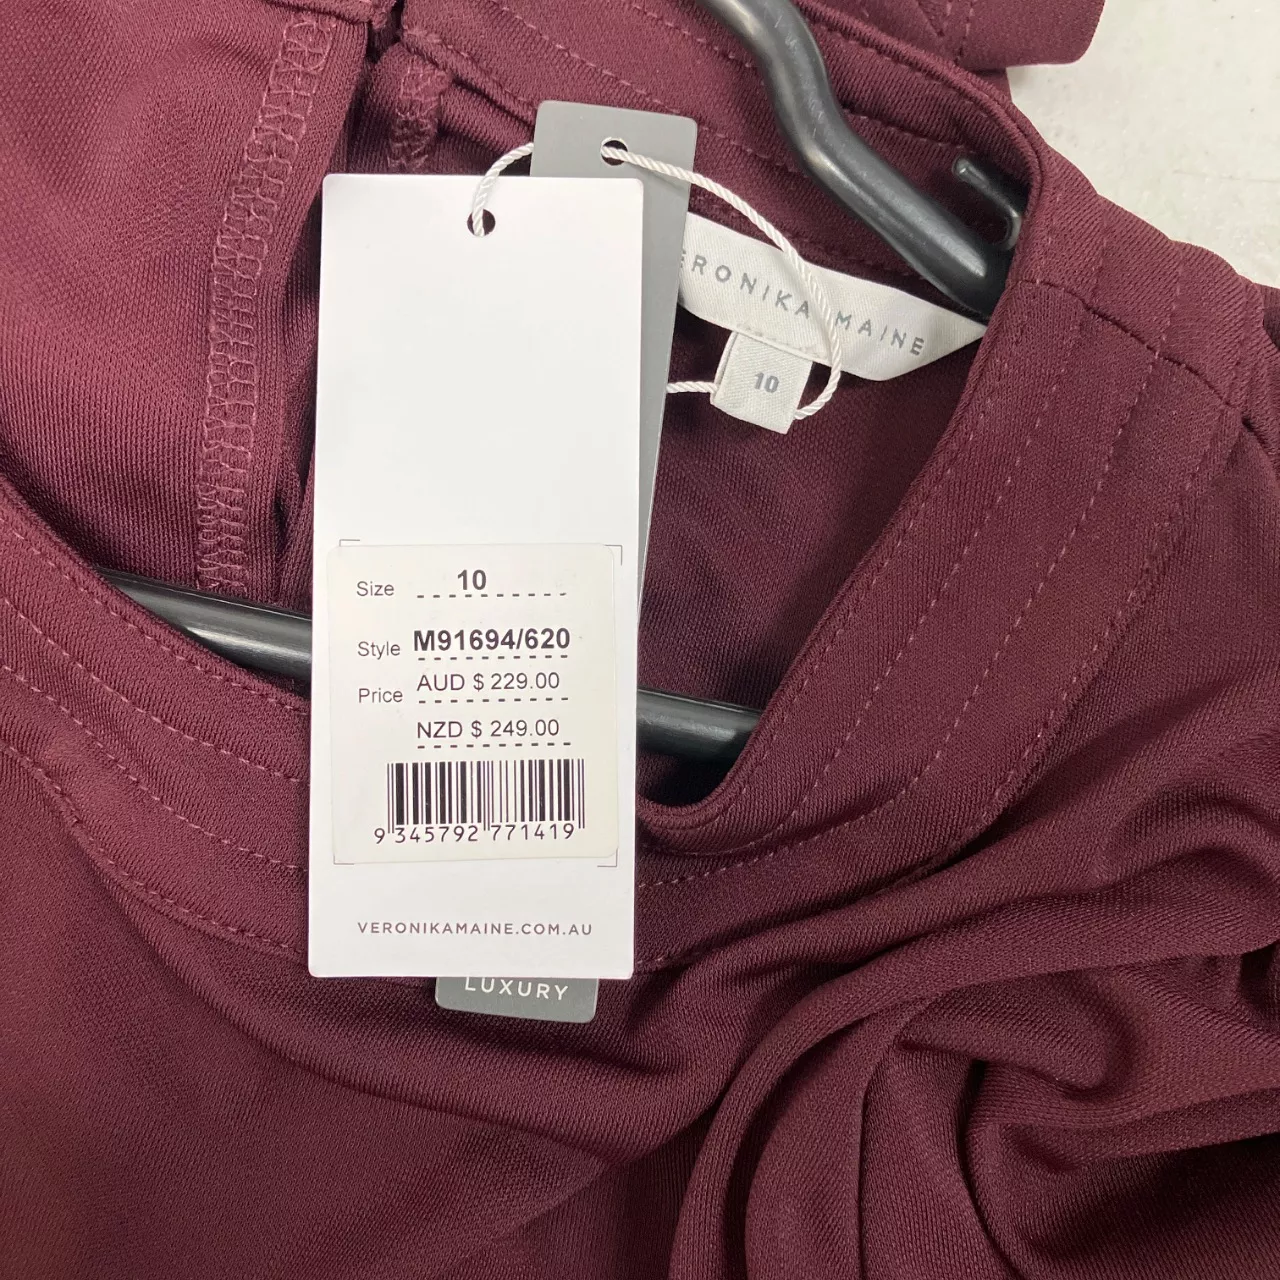 ERONIKA MAINE
10
Size 10
Style M91694/620
Price AUD $ 229.00
NZD $ 249.00
9 345792 771419
VERONIKAMAINE.COM.AU
LUXURY